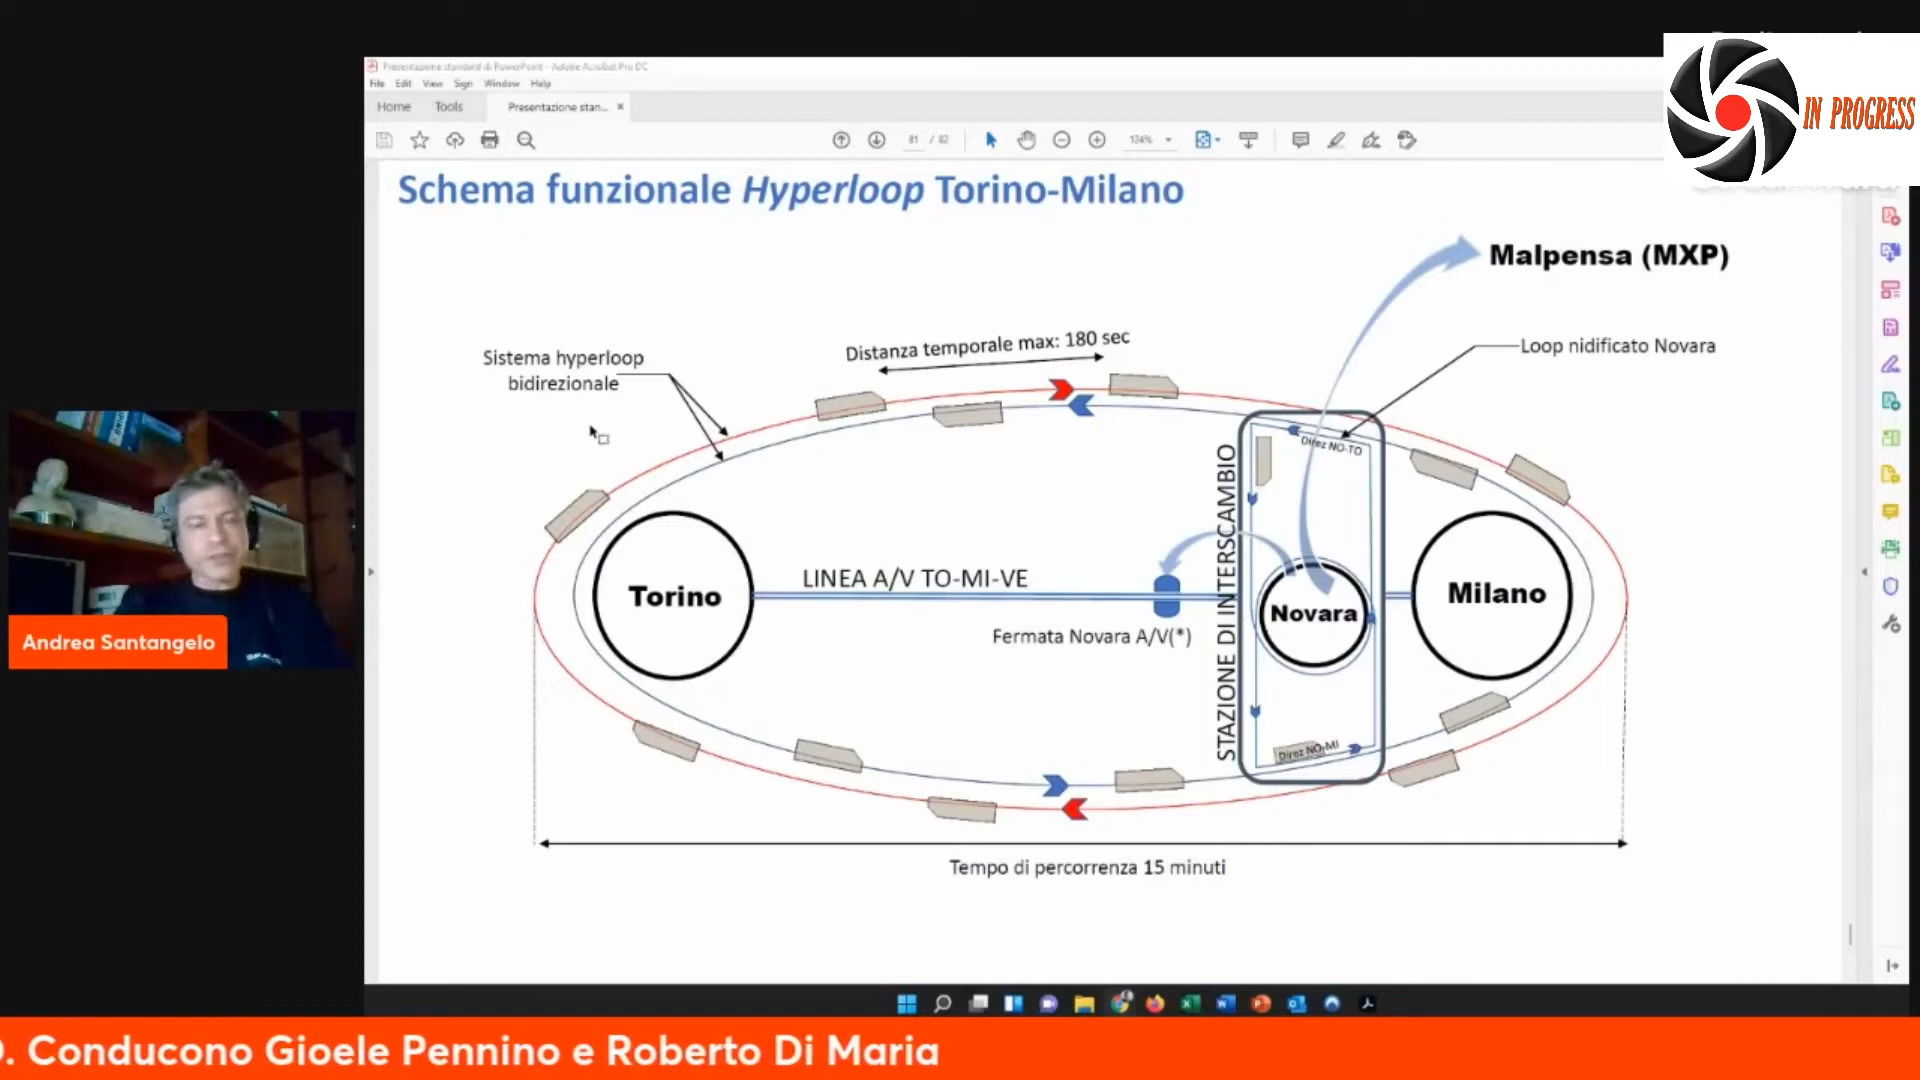 IN PROGRESS
Presentazione standard di PowerPoint - Adobe Acrobat Pro DC
File Edit View Sign Window Help
Home Tools Presentazione stan... ×
81 / 82 124%
Schema funzionale Hyperloop Torino-Milano
Malpensa (MXP)
Distanza temporale max: 180 sec
Loop nidificato Novara
Sistema hyperloop
bidirezionale
Direz NO-TO
STAZIONE DI INTERSCAMBIO
LINEA A/V TO-MI-VE
Torino
Novara
Milano
Fermata Novara A/V(*)
Direz NO-MI
Tempo di percorrenza 15 minuti
Andrea Santangelo
. Conducono Gioele Pennino e Roberto Di Maria